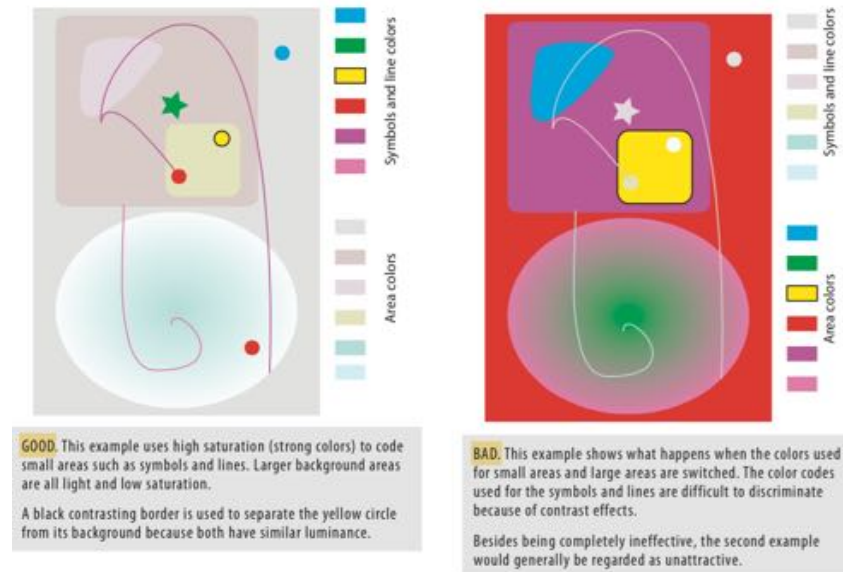 Symbols and line colors
Area colors
GOOD. This example uses high saturation (strong colors) to code
small areas such as symbols and lines. Larger background areas
are all light and low saturation.
A black contrasting border is used to separate the yellow circle
from its background because both have similar luminance.
Symbols and line colors
Area colors
BAD. This example shows what happens when the colors used
for small areas and large areas are switched. The color codes
used for the symbols and lines are difficult to discriminate
because of contrast effects.
Besides being completely ineffective, the second example
would generally be regarded as unattractive.